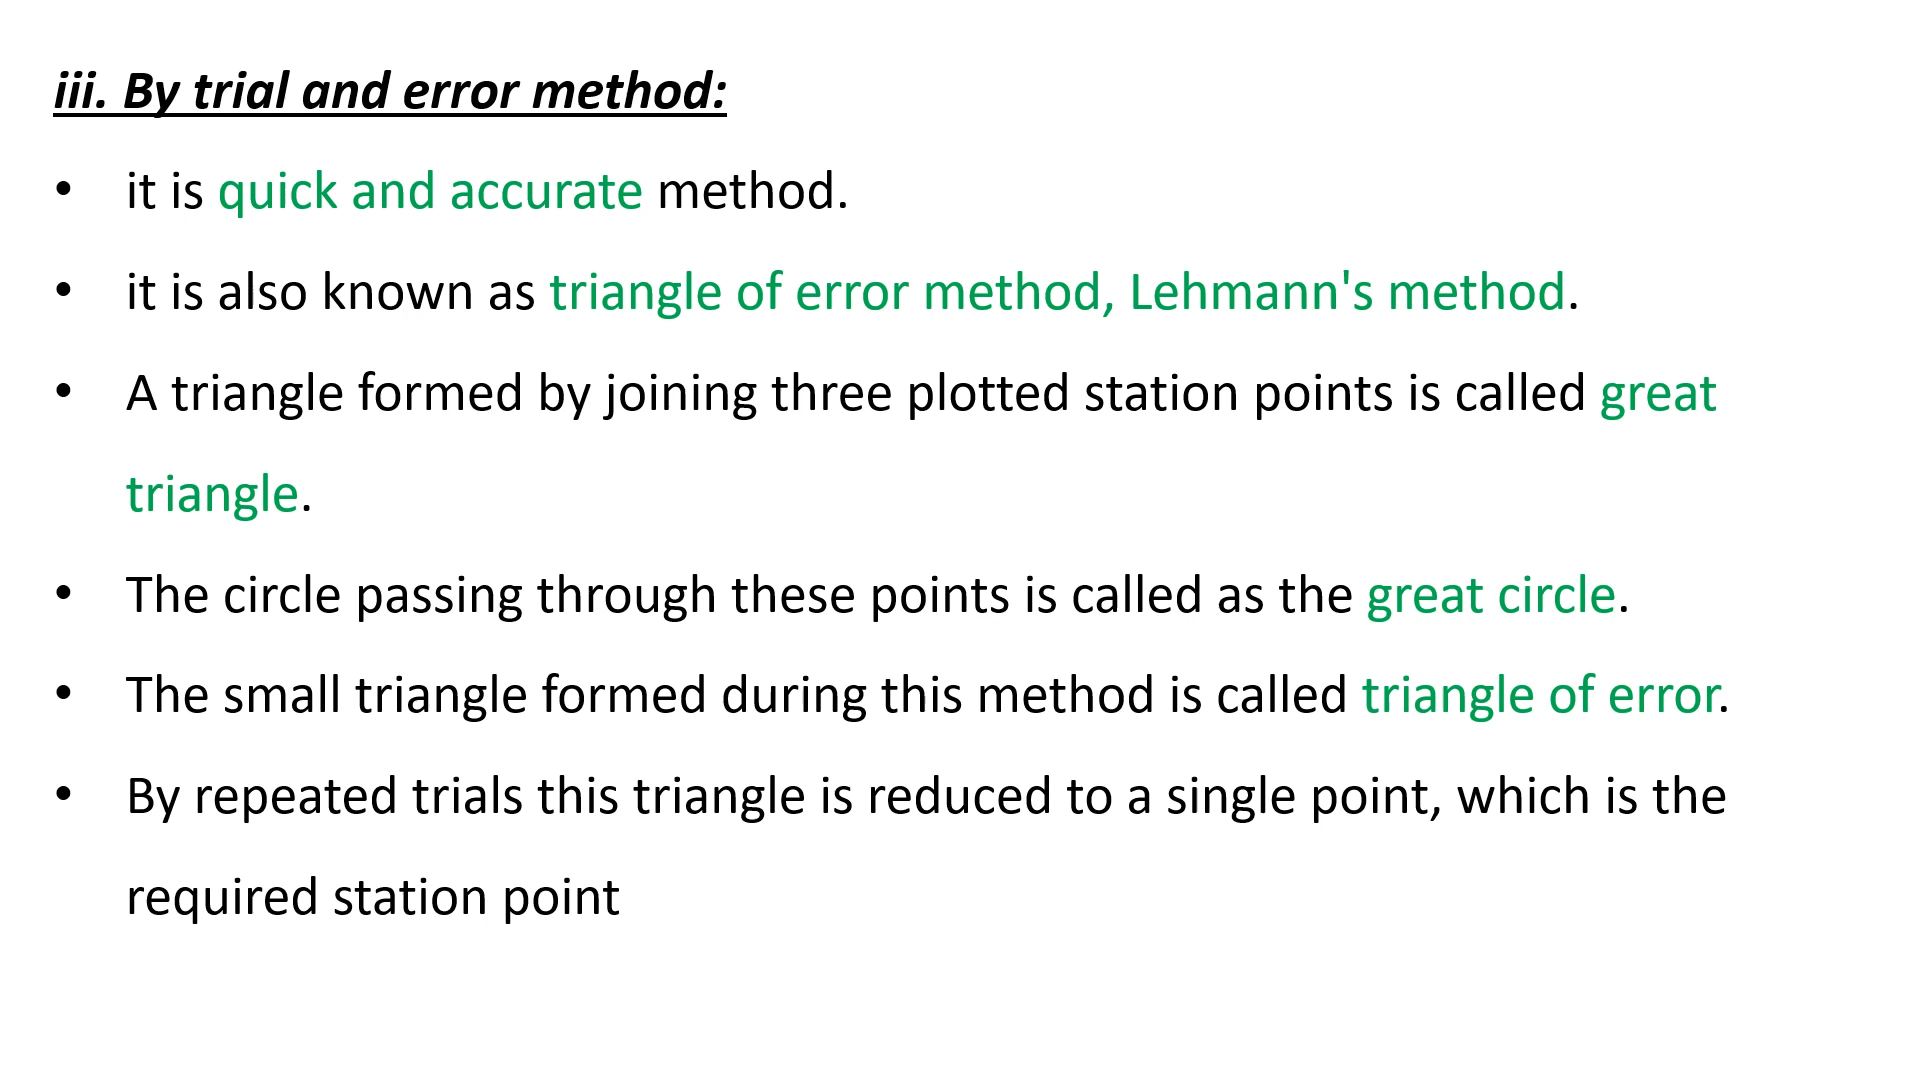 iii. By trial and error method:
• it is quick and accurate method.
• it is also known as triangle of error method, Lehmann's method.
• A triangle formed by joining three plotted station points is called great
triangle.
• The circle passing through these points is called as the great circle.
• The small triangle formed during this method is called triangle of error.
• By repeated trials this triangle is reduced to a single point, which is the
required station point